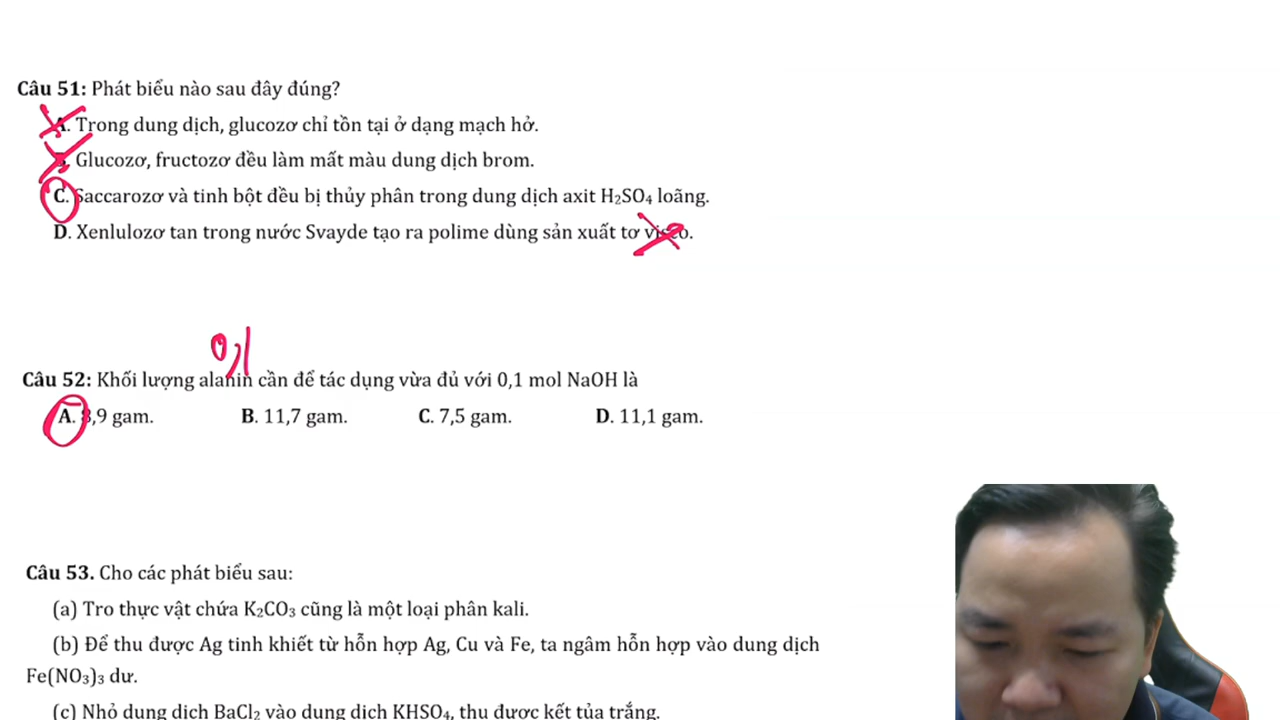 Câu 51: Phát biểu nào sau đây đúng?
A. Trong dung dịch, glucozơ chỉ tồn tại ở dạng mạch hở.
B. Glucozơ, fructozơ đều làm mất màu dung dịch brom.
C. Saccarozơ và tinh bột đều bị thủy phân trong dung dịch axit H₂SO₄ loãng.
D. Xenlulozơ tan trong nước Svayde tạo ra polime dùng sản xuất tơ visco.
0,1
Câu 52: Khối lượng alanin cần để tác dụng vừa đủ với 0,1 mol NaOH là
A. 8,9 gam. B. 11,7 gam. C. 7,5 gam. D. 11,1 gam.
Câu 53. Cho các phát biểu sau:
(a) Tro thực vật chứa K₂CO₃ cũng là một loại phân kali.
(b) Để thu được Ag tinh khiết từ hỗn hợp Ag, Cu và Fe, ta ngâm hỗn hợp vào dung dịch
Fe(NO₃)₃ dư.
(c) Nhỏ dung dịch BaCl₂ vào dung dịch KHSO₄, thu được kết tủa trắng.